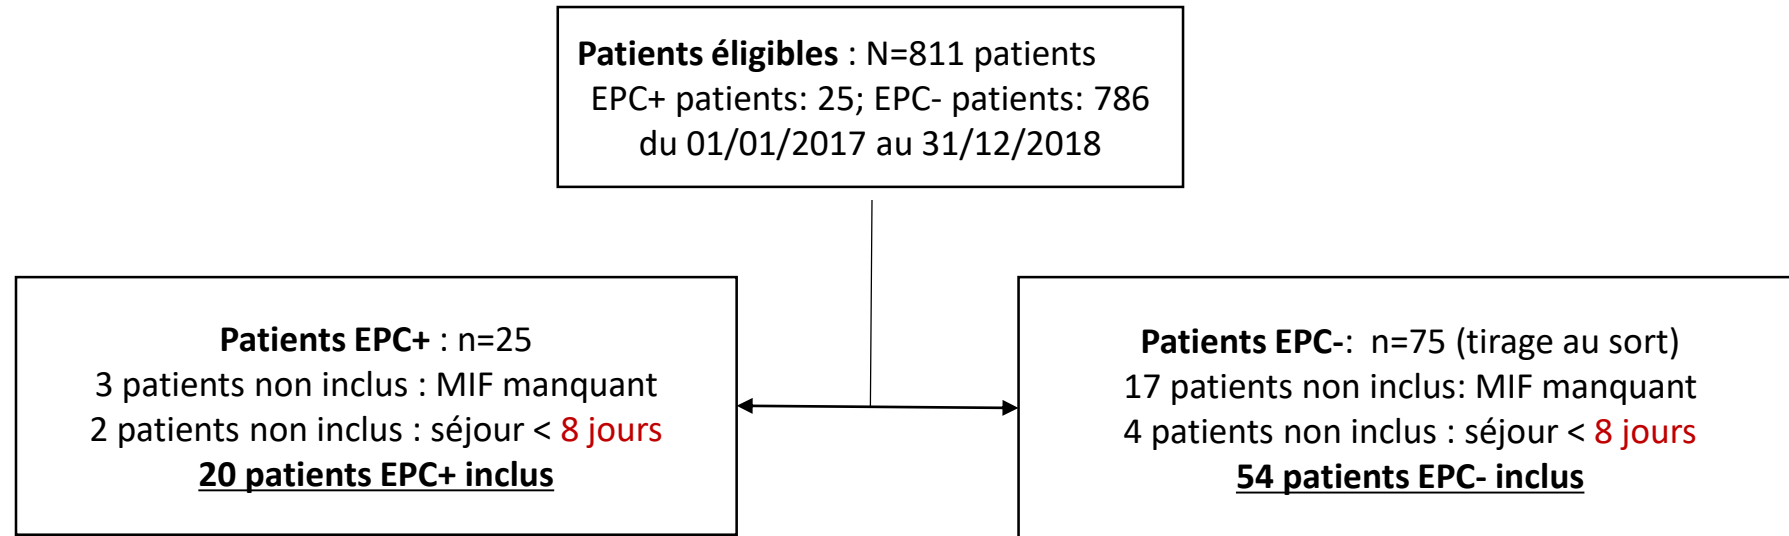 Patients éligibles : N=811 patients
EPC+ patients: 25; EPC- patients: 786
du 01/01/2017 au 31/12/2018
Patients EPC+ : n=25
3 patients non inclus : MIF manquant
2 patients non inclus : séjour < 8 jours
20 patients EPC+ inclus
Patients EPC-: n=75 (tirage au sort)
17 patients non inclus: MIF manquant
4 patients non inclus : séjour < 8 jours
54 patients EPC- inclus